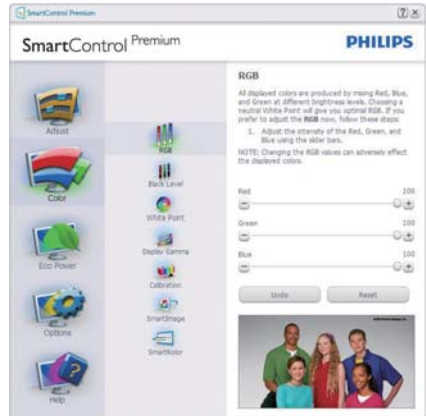 SmartControl Premium
SmartControl Premium
PHILIPS
Adjust
Color
Eco Power
Options
Help
RGB
Black Level
White Point
Display Gamma
Calibration
SmartImage
SmartKolor
RGB
All displayed colors are produced by mixing Red, Blue,
and Green at different brightness levels. Choosing a
neutral White Point will give you optimal RGB. If you
prefer to adjust the RGB now, follow these steps:
1. Adjust the intensity of the Red, Green, and
Blue using the slider bars.
NOTE: Changing the RGB values can adversely effect
the displayed colors.
Red 100
Green 100
Blue 100
Undo Reset